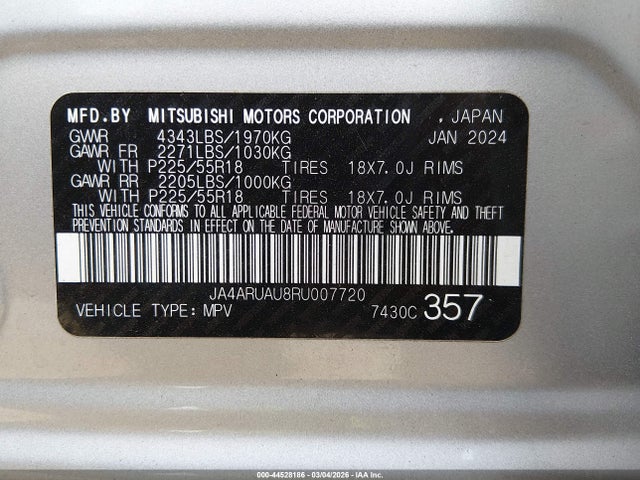 MFD.BY MITSUBISHI MOTORS CORPORATION . JAPAN
GVWR 4343LBS/1970KG JAN 2024
GAWR FR 2271LBS/1030KG
WITH P225/55R18 TIRES 18X7.0J RIMS
GAWR RR 2205LBS/1000KG
WITH P225/55R18 TIRES 18X7.0J RIMS
THIS VEHICLE CONFORMS TO ALL APPLICABLE FEDERAL MOTOR VEHICLE SAFETY AND THEFT
PREVENTION STANDARDS IN EFFECT ON THE DATE OF MANUFACTURE SHOWN ABOVE.
JA4ARUAU8RU007720
VEHICLE TYPE: MPV 7430C 357
000-44528186 - 03/04/2026 - IAA Inc.